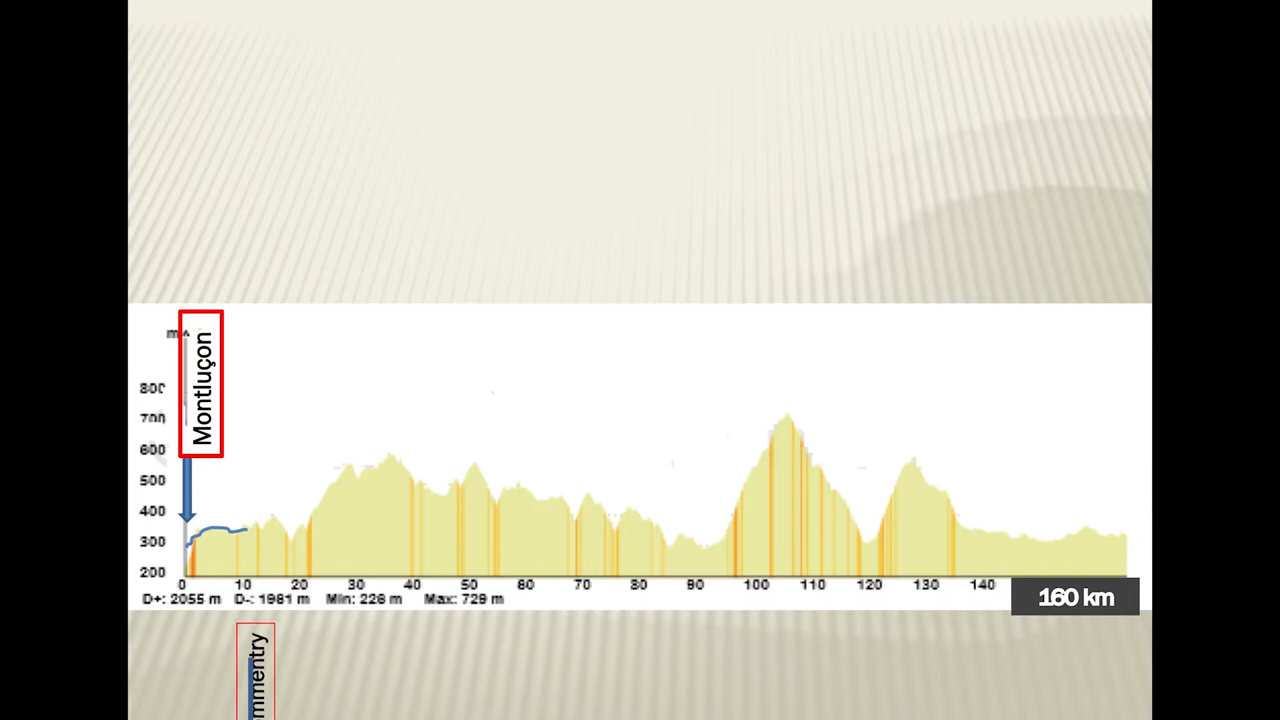 m
Montluçon
800
700
600
500
400
300
200
0 10 20 30 40 50 60 70 80 90 100 110 120 130 140
160 km
D+: 2055 m D-: 1981 m Min: 228 m Max: 729 m
mmentry